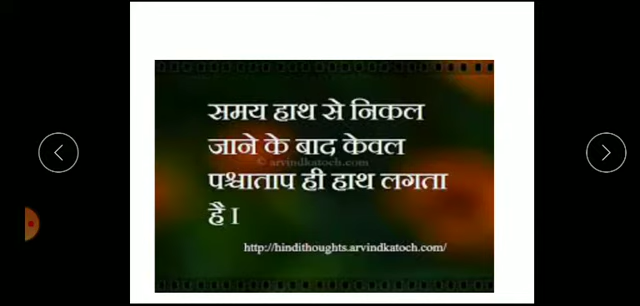 समय हाथ से निकल
जाने के बाद केवल
© arvindkatoch.com
पश्चाताप ही हाथ लगता
है I
http://hindithoughts.arvindkatoch.com/